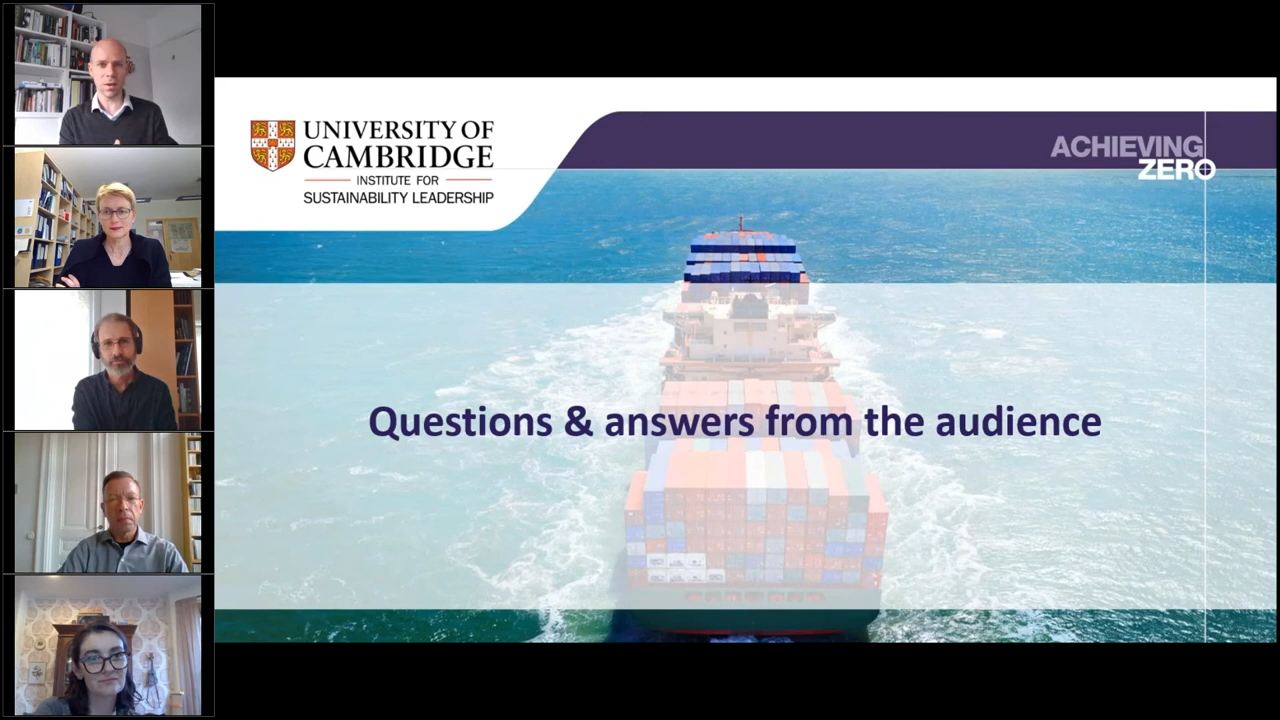 UNIVERSITY OF
CAMBRIDGE
INSTITUTE FOR
SUSTAINABILITY LEADERSHIP
ACHIEVING
ZERO
Questions & answers from the audience